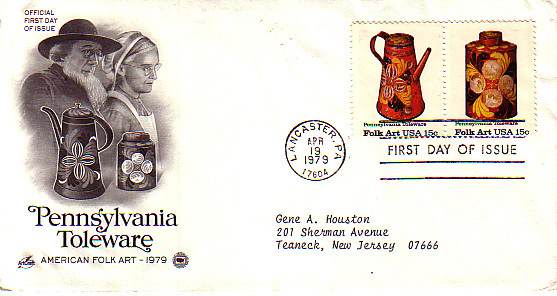 OFFICIAL
FIRST DAY
OF ISSUE
Pennsylvania Toleware
Folk Art USA 15c
Pennsylvania Toleware
Folk Art USA 15c
LANCASTER, PA
APR
19
1979
17604
FIRST DAY OF ISSUE
Pennsylvania
Toleware
AMERICAN FOLK ART - 1979
Gene A. Houston
201 Sherman Avenue
Teaneck, New Jersey 07666